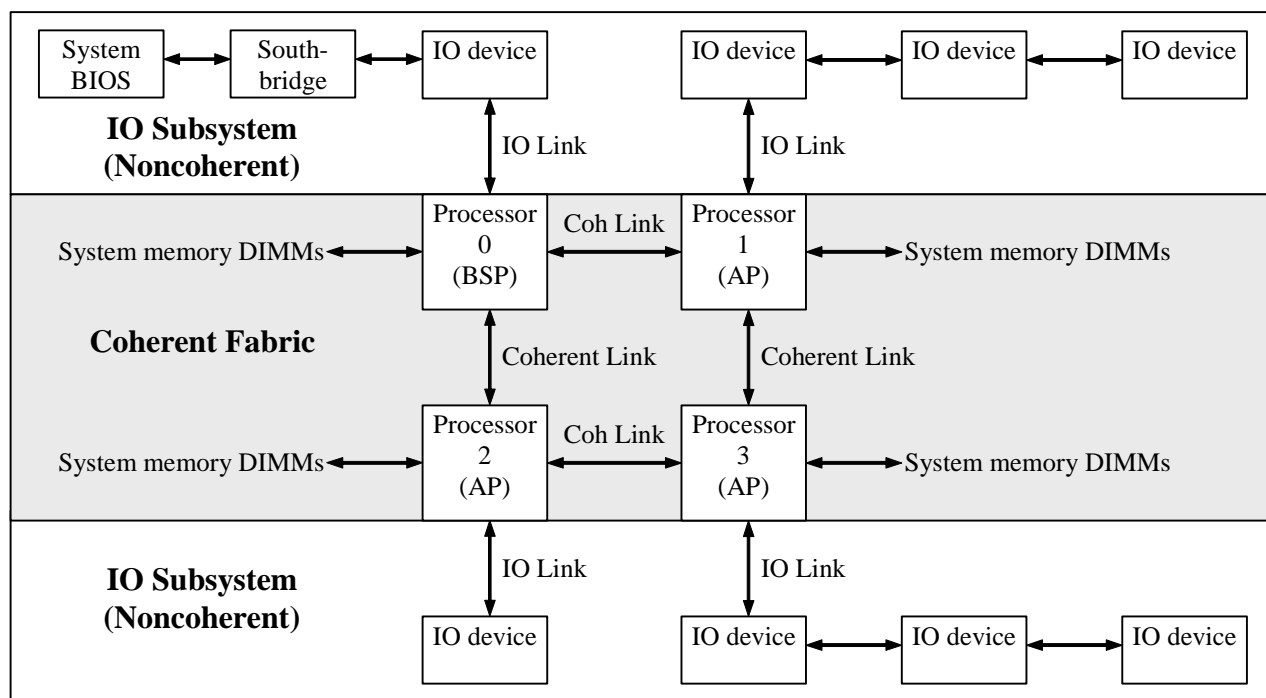 System
BIOS
South-
bridge
IO device
IO device
IO device
IO device
IO Subsystem
(Noncoherent)
IO Link
IO Link
Processor
0
(BSP)
Coh Link
Processor
1
(AP)
System memory DIMMs
System memory DIMMs
Coherent Fabric
Coherent Link
Coherent Link
Processor
2
(AP)
Coh Link
Processor
3
(AP)
System memory DIMMs
System memory DIMMs
IO Subsystem
(Noncoherent)
IO Link
IO Link
IO device
IO device
IO device
IO device